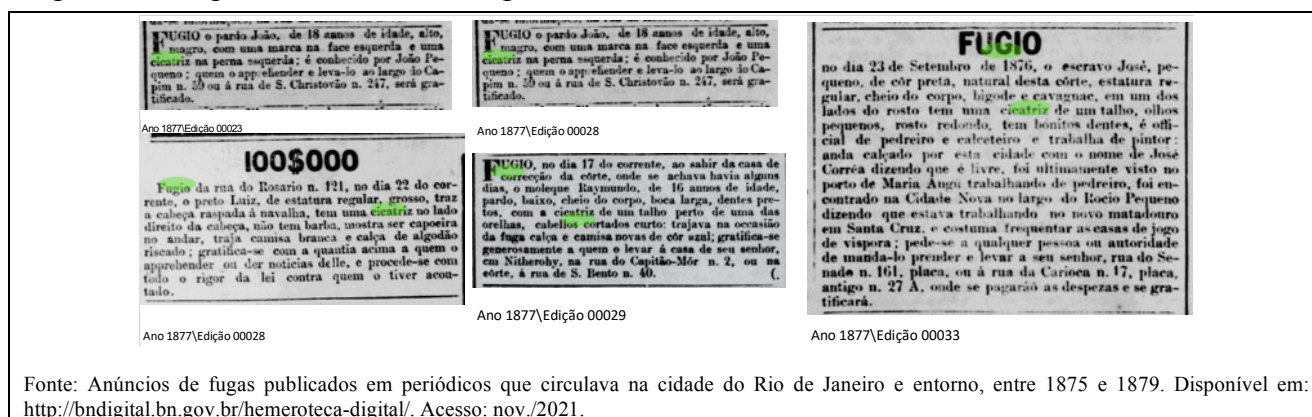 FUGIO o pardo João, de 18 annos de idade, alto,
magro, com uma marca na face esquerda e uma
cicatriz na perna esquerda; é conhecido por João Pe-
queno; quem o apprehender e leva-lo ao largo do Ca-
pim n. 59 ou á rua de S. Christovão n. 247, será gra-
tificado.
Ano 1877\Edição 00023
FUGIO o pardo João, de 18 annos de idade, alto,
magro, com uma marca na face esquerda e uma
cicatriz na perna esquerda; é conhecido por João Pe-
queno; quem o apprehender e leva-lo ao largo do Ca-
pim n. 59 ou á rua de S. Christovão n. 247, será gra-
tificado.
Ano 1877\Edição 00028
100$000
Fugio da rua do Rosario n. 121, no dia 22 do cor-
rente, o preto Luiz, de estatura regular, grosso, traz
a cabeça raspada á navalha, tem uma cicatriz no lado
direito da cabeça, não tem barba, mostra ser capoeira
no andar, traja camisa branca e calça de algodão
riscado; gratifica-se com a quantia acima a quem o
apprehender ou der noticias delle, e procede-se com
todo o rigor da lei contra quem o tiver acou-
tado.
Ano 1877\Edição 00028
FUGIO, no dia 17 do corrente, ao sahir da casa de
correcção da côrte, onde se achava havia alguns
dias, o moleque Raymundo, de 16 annos de idade,
pardo, baixo, cheio do corpo, boca larga, dentes pre-
tos, com a cicatriz de um talho perto de uma das
orelhas, cabellos cortados curto: trajava na occasião
da fuga calça e camisa novas de côr azul; gratifica-se
generosamente a quem o levar á casa de seu senhor,
em Nitherohy, na rua do Capitão-Mór n. 2, ou na
côrte, á rua de S. Bento n. 40. (.
Ano 1877\Edição 00029
FUGIO
no dia 23 de Setembro de 1876, o escravo José, pe-
queno, de côr preta, natural desta côrte, estatura re-
gular, cheio do corpo, bigode e cavagnac, em um dos
lados do rosto tem uma cicatriz de um talho, olhos
pequenos, rosto redondo, tem bonitos dentes, é offi-
cial de pedreiro e calceteiro e trabalha de pintor:
anda calçado por esta cidade com o nome de José
Corrêa dizendo que é livre, foi ultimamente visto no
porto de Maria Angú trabalhando de pedreiro, foi en-
contrado na Cidade Nova no largo do Rocio Pequeno
dizendo que estava trabalhando no novo matadouro
em Santa Cruz, e costuma frequentar as casas de jogo
de vispora; pede-se a qualquer pessoa ou autoridade
de manda-lo prender e levar a seu senhor, rua do Se-
nado n. 161, placa, ou á rua da Carioca n. 17, placa,
antigo n. 27 A, onde se pagaráõ as despezas e se gra-
tificará.
Ano 1877\Edição 00033
Fonte: Anúncios de fugas publicados em periódicos que circulava na cidade do Rio de Janeiro e entorno, entre 1875 e 1879. Disponível em:
http://bndigital.bn.gov.br/hemeroteca-digital/. Acesso: nov./2021.